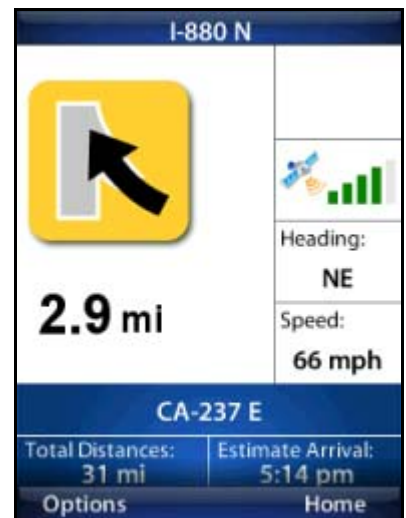 I-880 N
Heading:
NE
2.9 mi
Speed:
66 mph
CA-237 E
Total Distances:
31 mi
Estimate Arrival:
5:14 pm
Options
Home